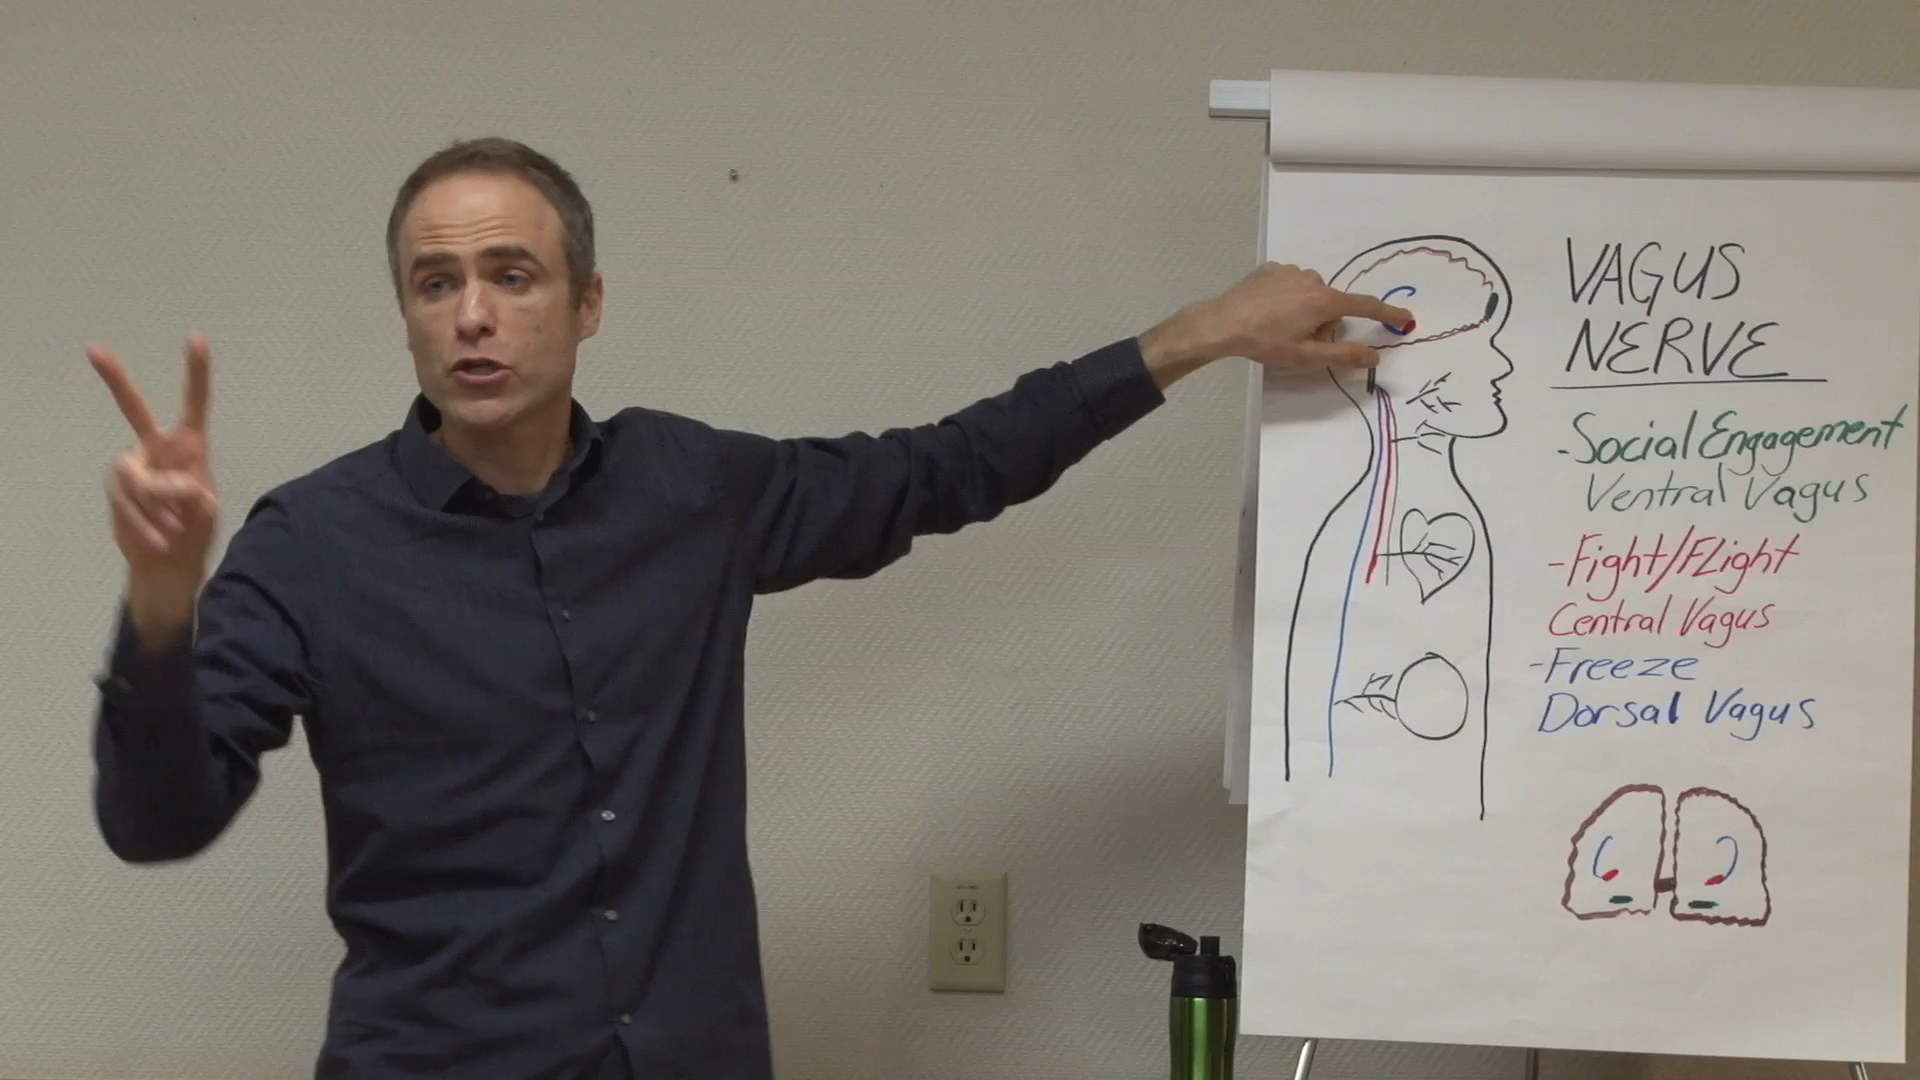 VAGUS
NERVE
-Social Engagement
Ventral Vagus
-Fight/FLight
Central Vagus
-Freeze
Dorsal Vagus